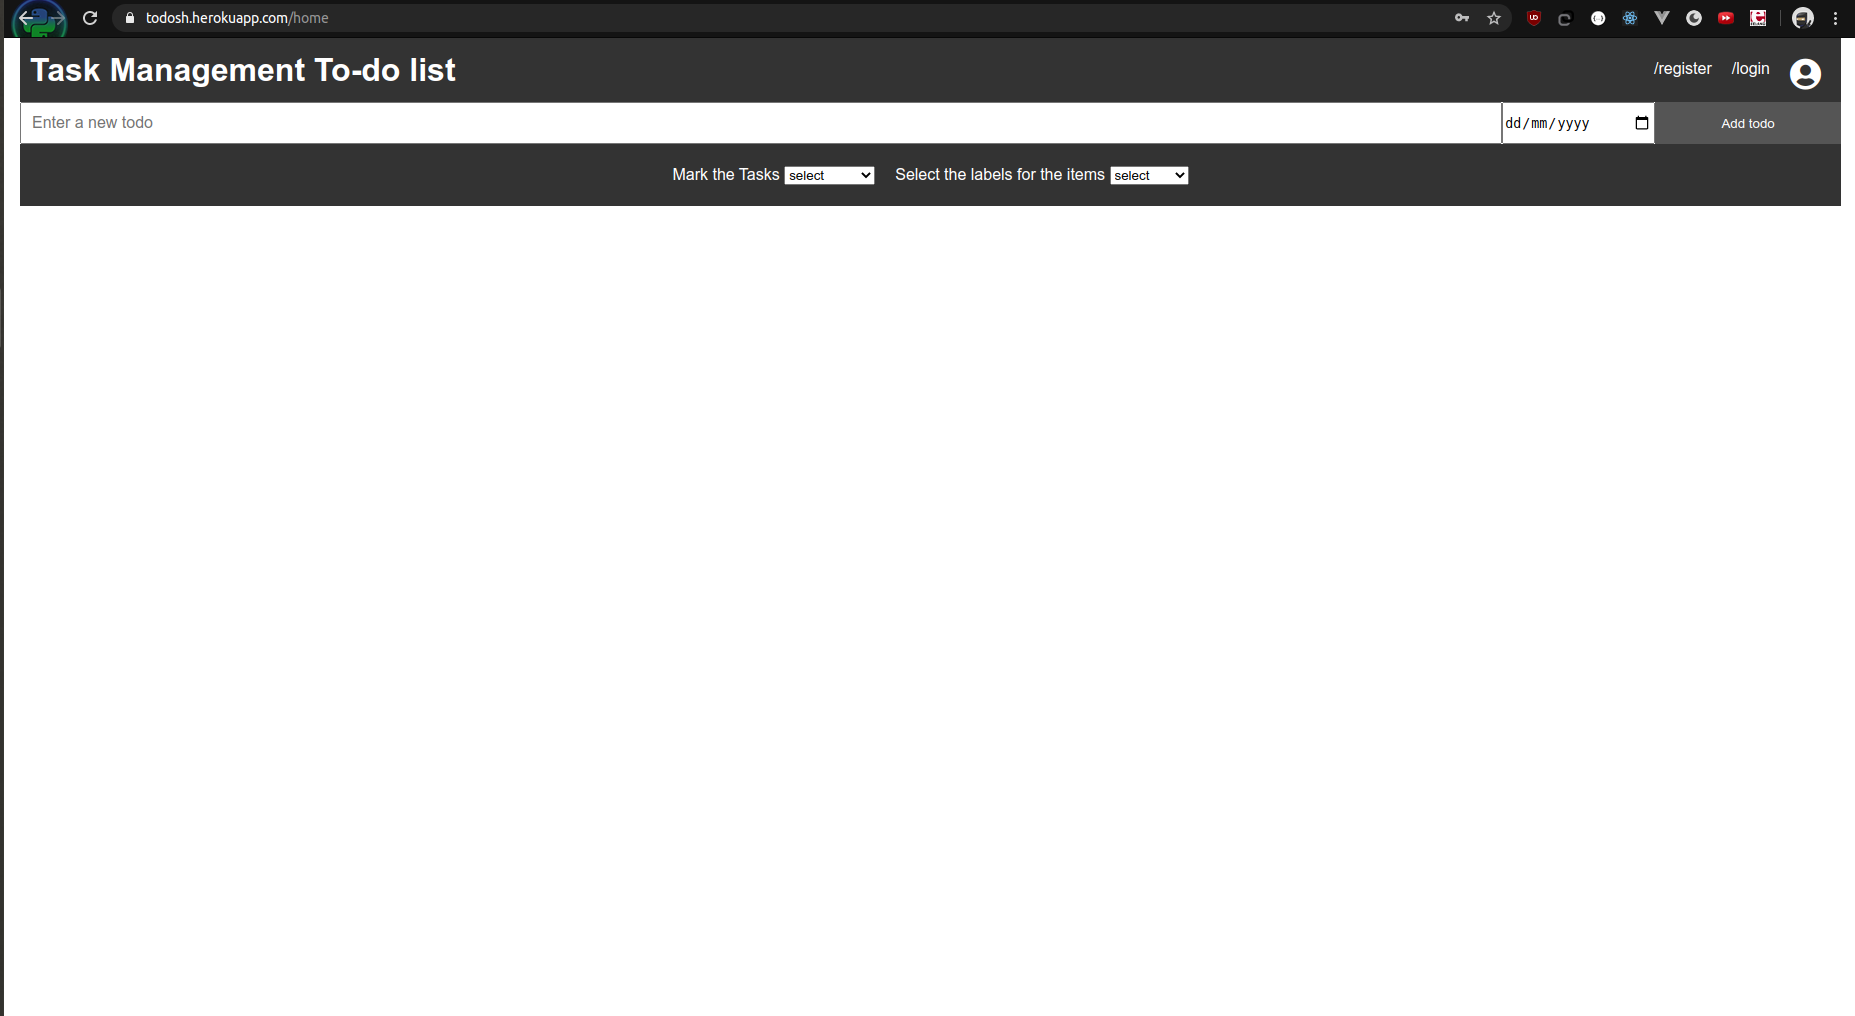 todosh.herokuapp.com/home
Task Management To-do list
/register /login
Enter a new todo dd/mm/yyyy Add todo
Mark the Tasks select Select the labels for the items select